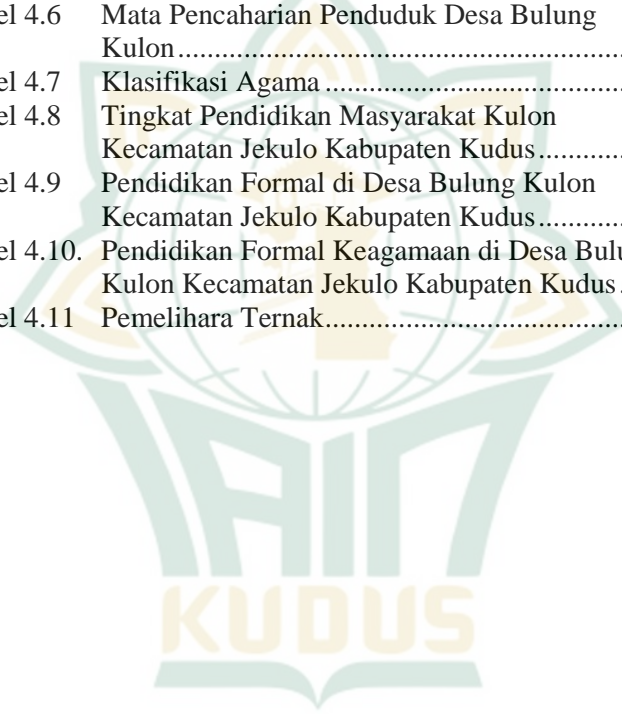 el 4.6 Mata Pencaharian Penduduk Desa Bulung
Kulon.......................................................
el 4.7 Klasifikasi Agama.....................................
el 4.8 Tingkat Pendidikan Masyarakat Kulon
Kecamatan Jekulo Kabupaten Kudus.............
el 4.9 Pendidikan Formal di Desa Bulung Kulon
Kecamatan Jekulo Kabupaten Kudus.............
el 4.10. Pendidikan Formal Keagamaan di Desa Bulu
Kulon Kecamatan Jekulo Kabupaten Kudus..
el 4.11 Pemelihara Ternak.....................................
IAIN
KUDUS